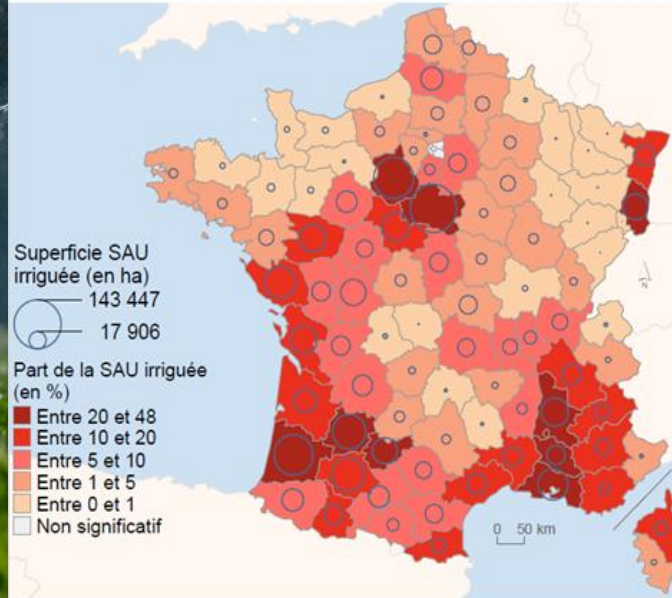 Superficie SAU
irriguée (en ha)
143 447
17 906
Part de la SAU irriguée
(en %)
Entre 20 et 48
Entre 10 et 20
Entre 5 et 10
Entre 1 et 5
Entre 0 et 1
Non significatif
N
0 50 km